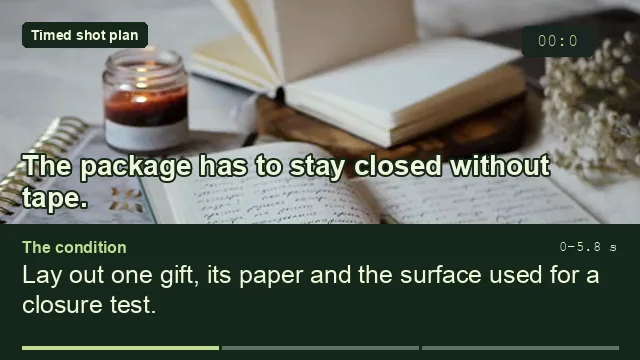 Timed shot plan
00:0
The package has to stay closed without
tape.
The condition
0–5.8 s
Lay out one gift, its paper and the surface used for a
closure test.